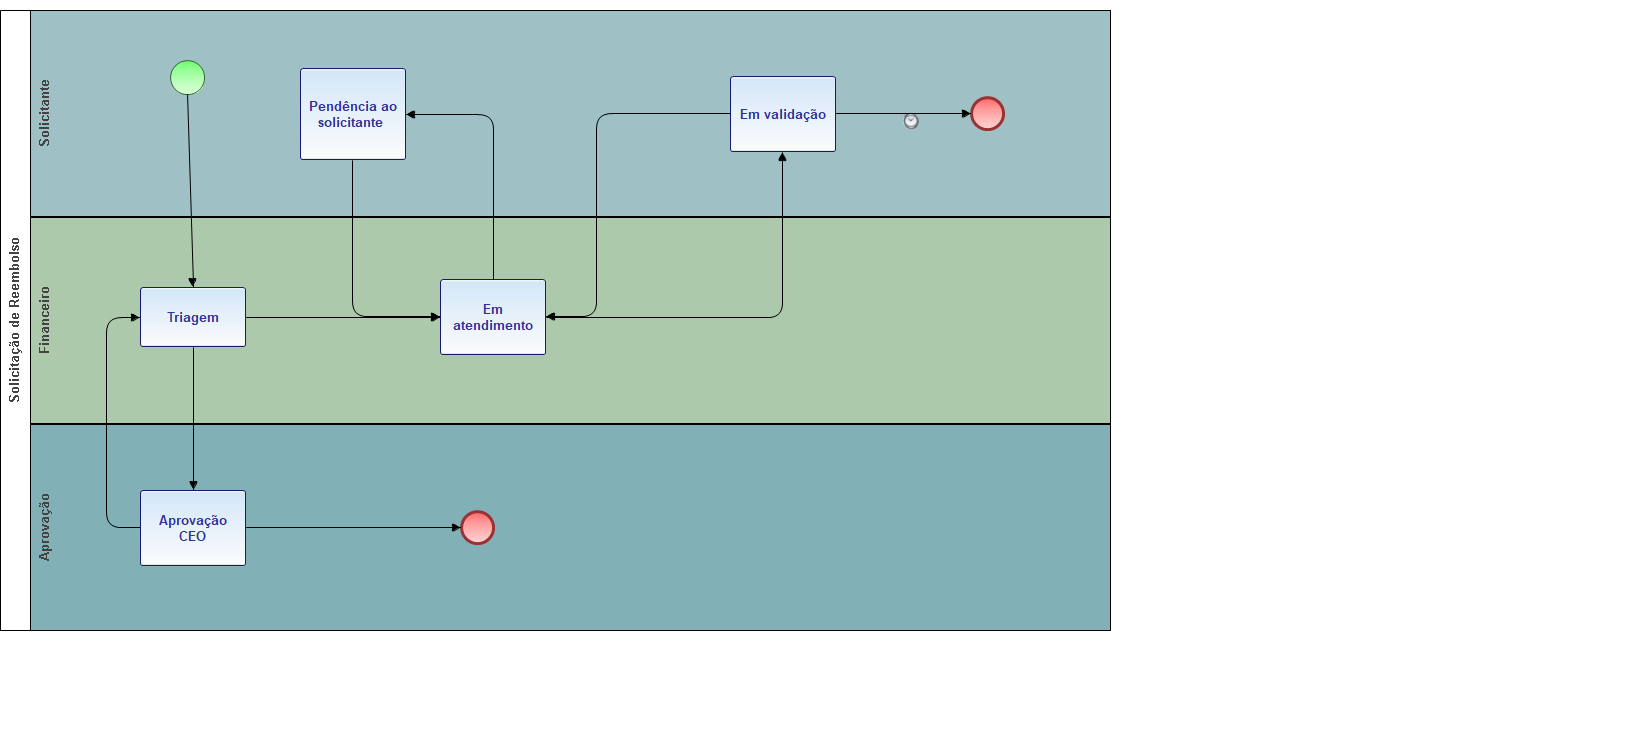 Solicitação de Reembolso
Solicitante
Pendência ao
solicitante
Em validação
Financeiro
Triagem
Em
atendimento
Aprovação
Aprovação
CEO